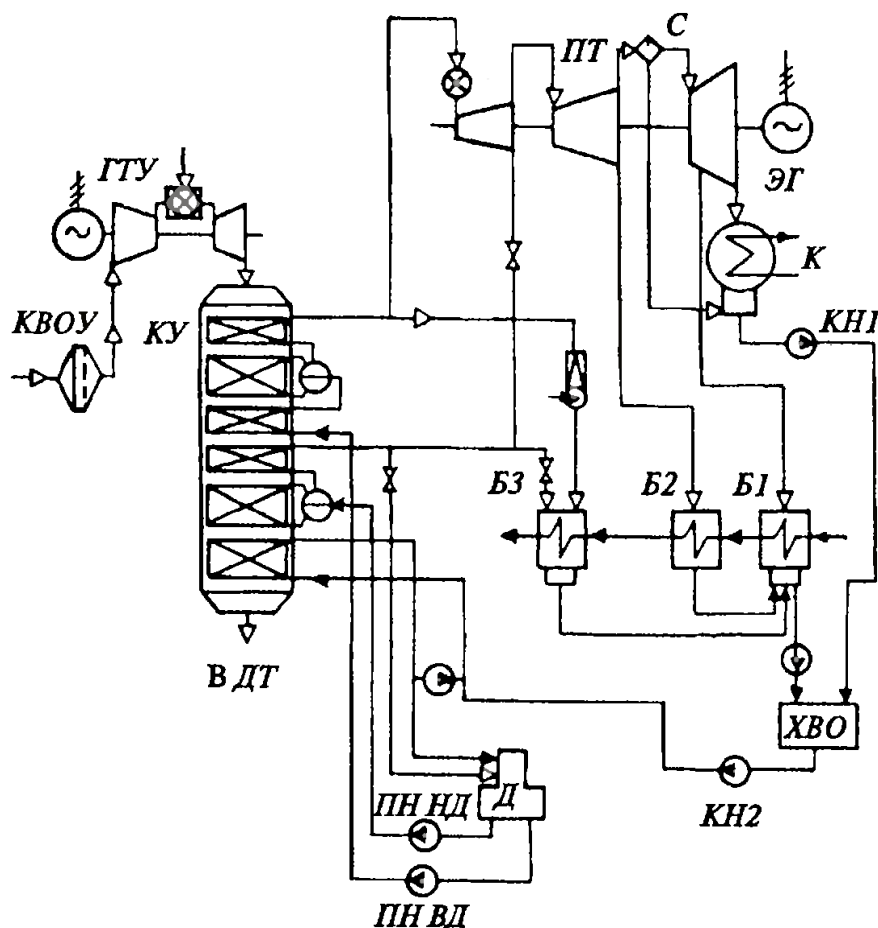 С
ПТ
ГТУ
ЭГ
КВОУ
КУ
К
КН1
Б3
Б2
Б1
В ДТ
ХВО
Д
ПН НД
КН2
ПН ВД